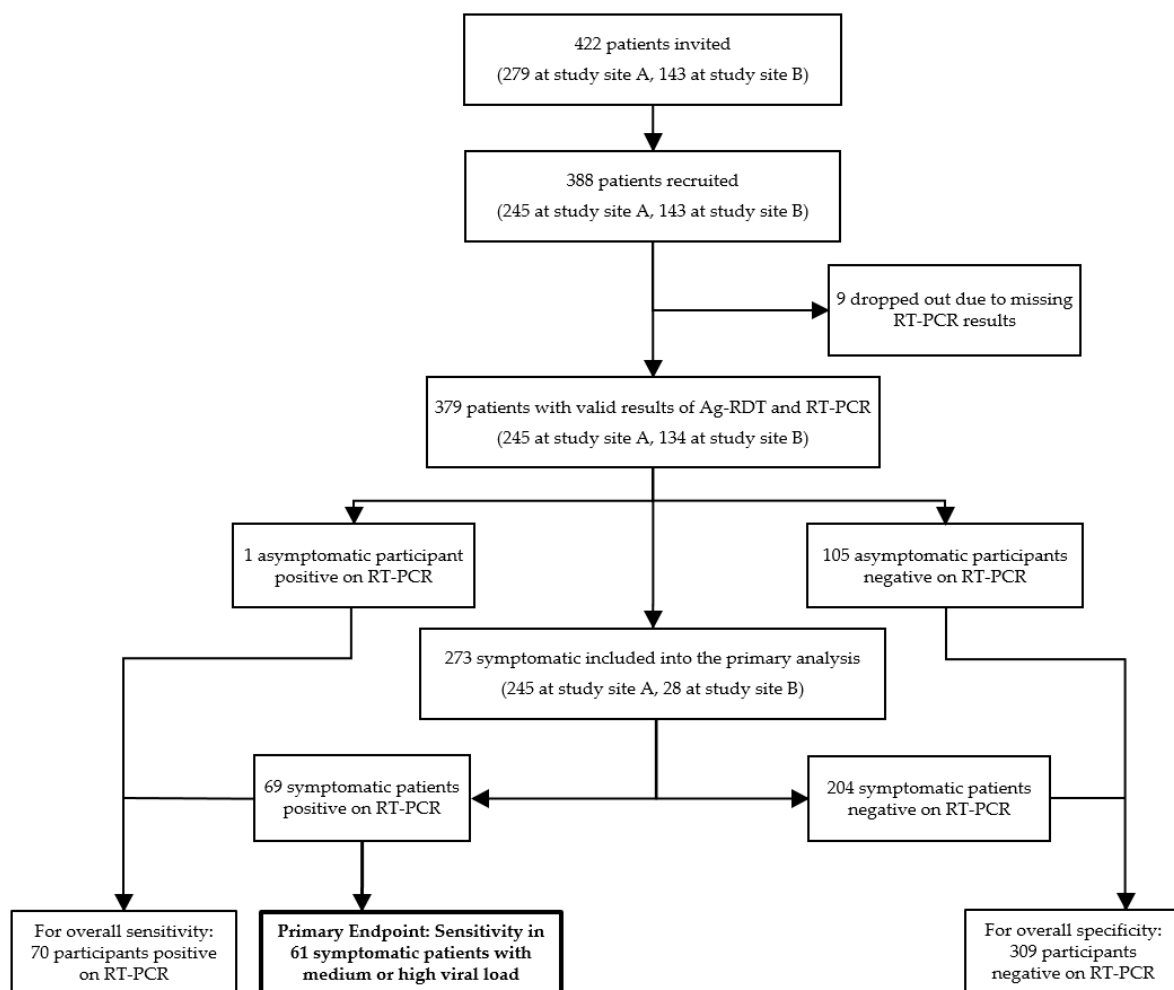 422 patients invited
(279 at study site A, 143 at study site B)
388 patients recruited
(245 at study site A, 143 at study site B)
9 dropped out due to missing
RT-PCR results
379 patients with valid results of Ag-RDT and RT-PCR
(245 at study site A, 134 at study site B)
1 asymptomatic participant
positive on RT-PCR
105 asymptomatic participants
negative on RT-PCR
273 symptomatic included into the primary analysis
(245 at study site A, 28 at study site B)
69 symptomatic patients
positive on RT-PCR
204 symptomatic patients
negative on RT-PCR
For overall sensitivity:
70 participants positive
on RT-PCR
Primary Endpoint: Sensitivity in
61 symptomatic patients with
medium or high viral load
For overall specificity:
309 participants
negative on RT-PCR